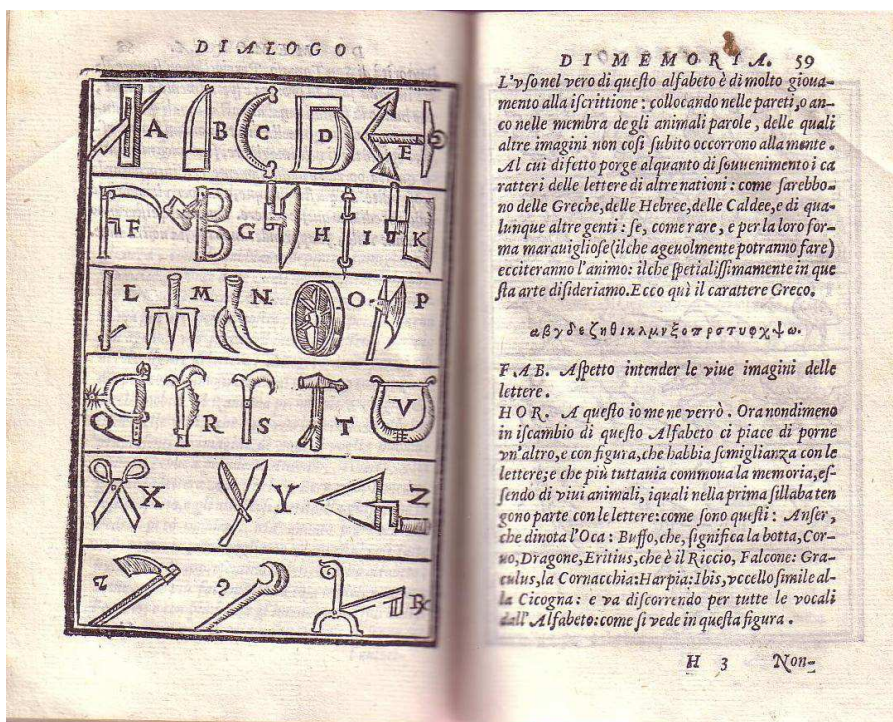 DIALOGO
A B C D E
F G H I K
L M N O P
Q R S T V
X Y Z
DI MEMORIA. 59
L'vſo nel vero di queſto alfabeto è di molto gioua-
mento alla iſcrittione: collocando nelle pareti, o an-
co nelle membra de gli animali parole, delle quali
altre imagini non coſi ſubito occorrono alla mente.
Al cui difetto porge alquanto di ſouuenimento i ca
ratteri delle lettere di altre nationi: come ſarebbo-
no delle Greche, delle Hebree, delle Caldee, e di qua-
lunque altre genti: ſe, come rare, e per la loro for-
ma marauiglioſe (il che ageuolmente potranno fare)
ecciteranno l'animo: il che ſpetialiſſimamente in que
ſta arte diſideriamo. Ecco quì il carattere Greco.
αβγδεζηθικλμνξοπρστυφχψω.
FAB. Aſpetto intender le viue imagini delle
lettere.
HOR. A queſto io me ne verrò. Ora nondimeno
in iſcambio di queſto Alfabeto ci piace di porne
vn'altro, e con figura, che habbia ſomiglianza con le
lettere; e che più tuttauia commoua la memoria, eſ-
ſendo di viui animali, i quali nella prima ſillaba ten
gono parte con le lettere: come ſono queſti: Anſer,
che dinota l'Oca: Buffo, che, ſignifica la botta, Cor-
uo, Dragone, Eritius, che è il Riccio, Falcone: Gra-
culus, la Cornacchia: Harpia: Ibis, vccello ſimile al-
la Cicogna: e va diſcorrendo per tutte le vocali
dall'Alfabeto: come ſi vede in queſta figura.
H 3 Non-